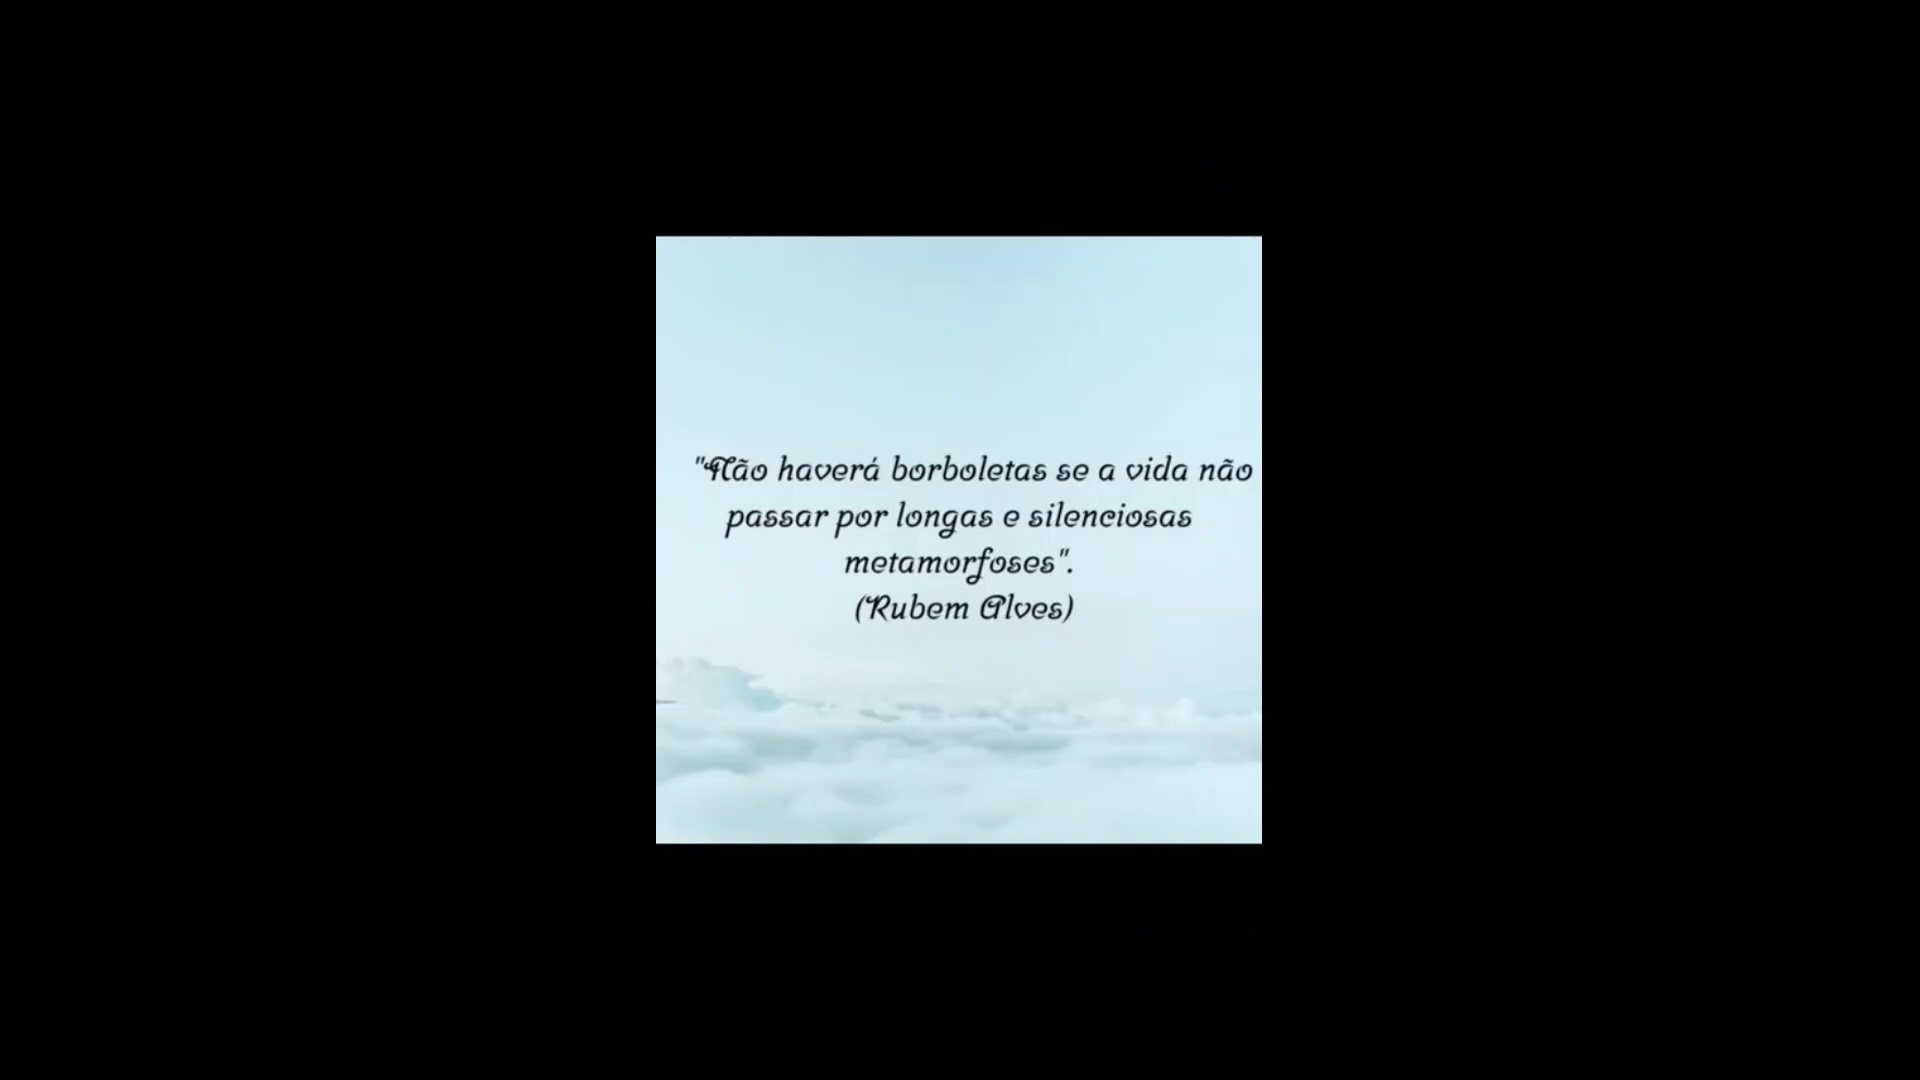 "Não haverá borboletas se a vida não
passar por longas e silenciosas
metamorfoses".
(Rubem Alves)